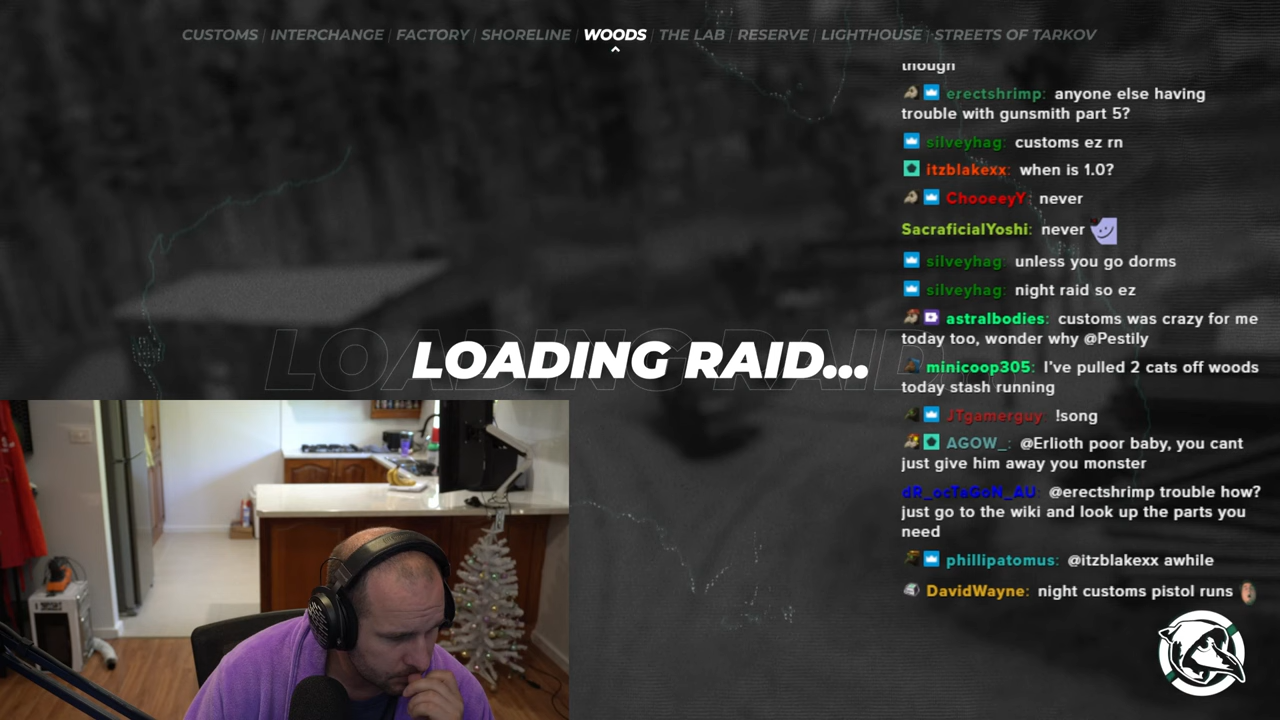 CUSTOMS | INTERCHANGE | FACTORY | SHORELINE | WOODS | THE LAB | RESERVE | LIGHTHOUSE | STREETS OF TARKOV
though
erectshrimp: anyone else having
trouble with gunsmith part 5?
silveyhag: customs ez rn
itzblakexx: when is 1.0?
ChooeeyY: never
SacraficialYoshi: never
silveyhag: unless you go dorms
silveyhag: night raid so ez
astralbodies: customs was crazy for me
today too, wonder why @Pestily
LOADING RAID...
LOADING RAID
minicoop305: I've pulled 2 cats off woods
today stash running
JTgamerguy: !song
AGOW_: @Erlioth poor baby, you cant
just give him away you monster
dR_ocTaGoN_AU: @erectshrimp trouble how?
just go to the wiki and look up the parts you
need
phillipatomus: @itzblakexx awhile
DavidWayne: night customs pistol runs